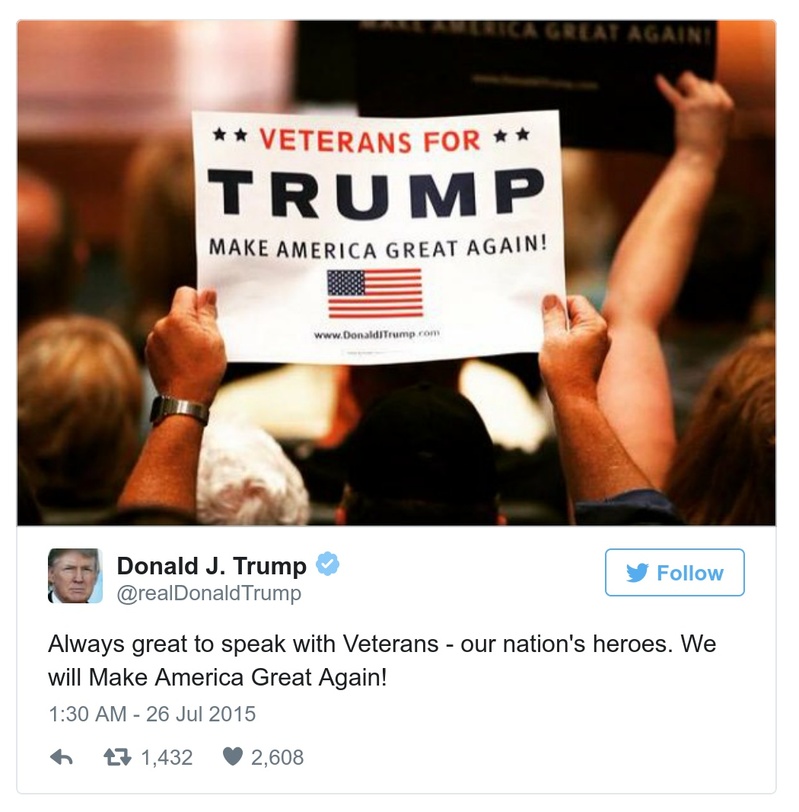 MAKE AMERICA GREAT AGAIN!
★★ VETERANS FOR ★★
TRUMP
MAKE AMERICA GREAT AGAIN!
www.DonaldJTrump.com
Donald J. Trump
@realDonaldTrump
Follow
Always great to speak with Veterans - our nation's heroes. We
will Make America Great Again!
1:30 AM - 26 Jul 2015
1,432 2,608